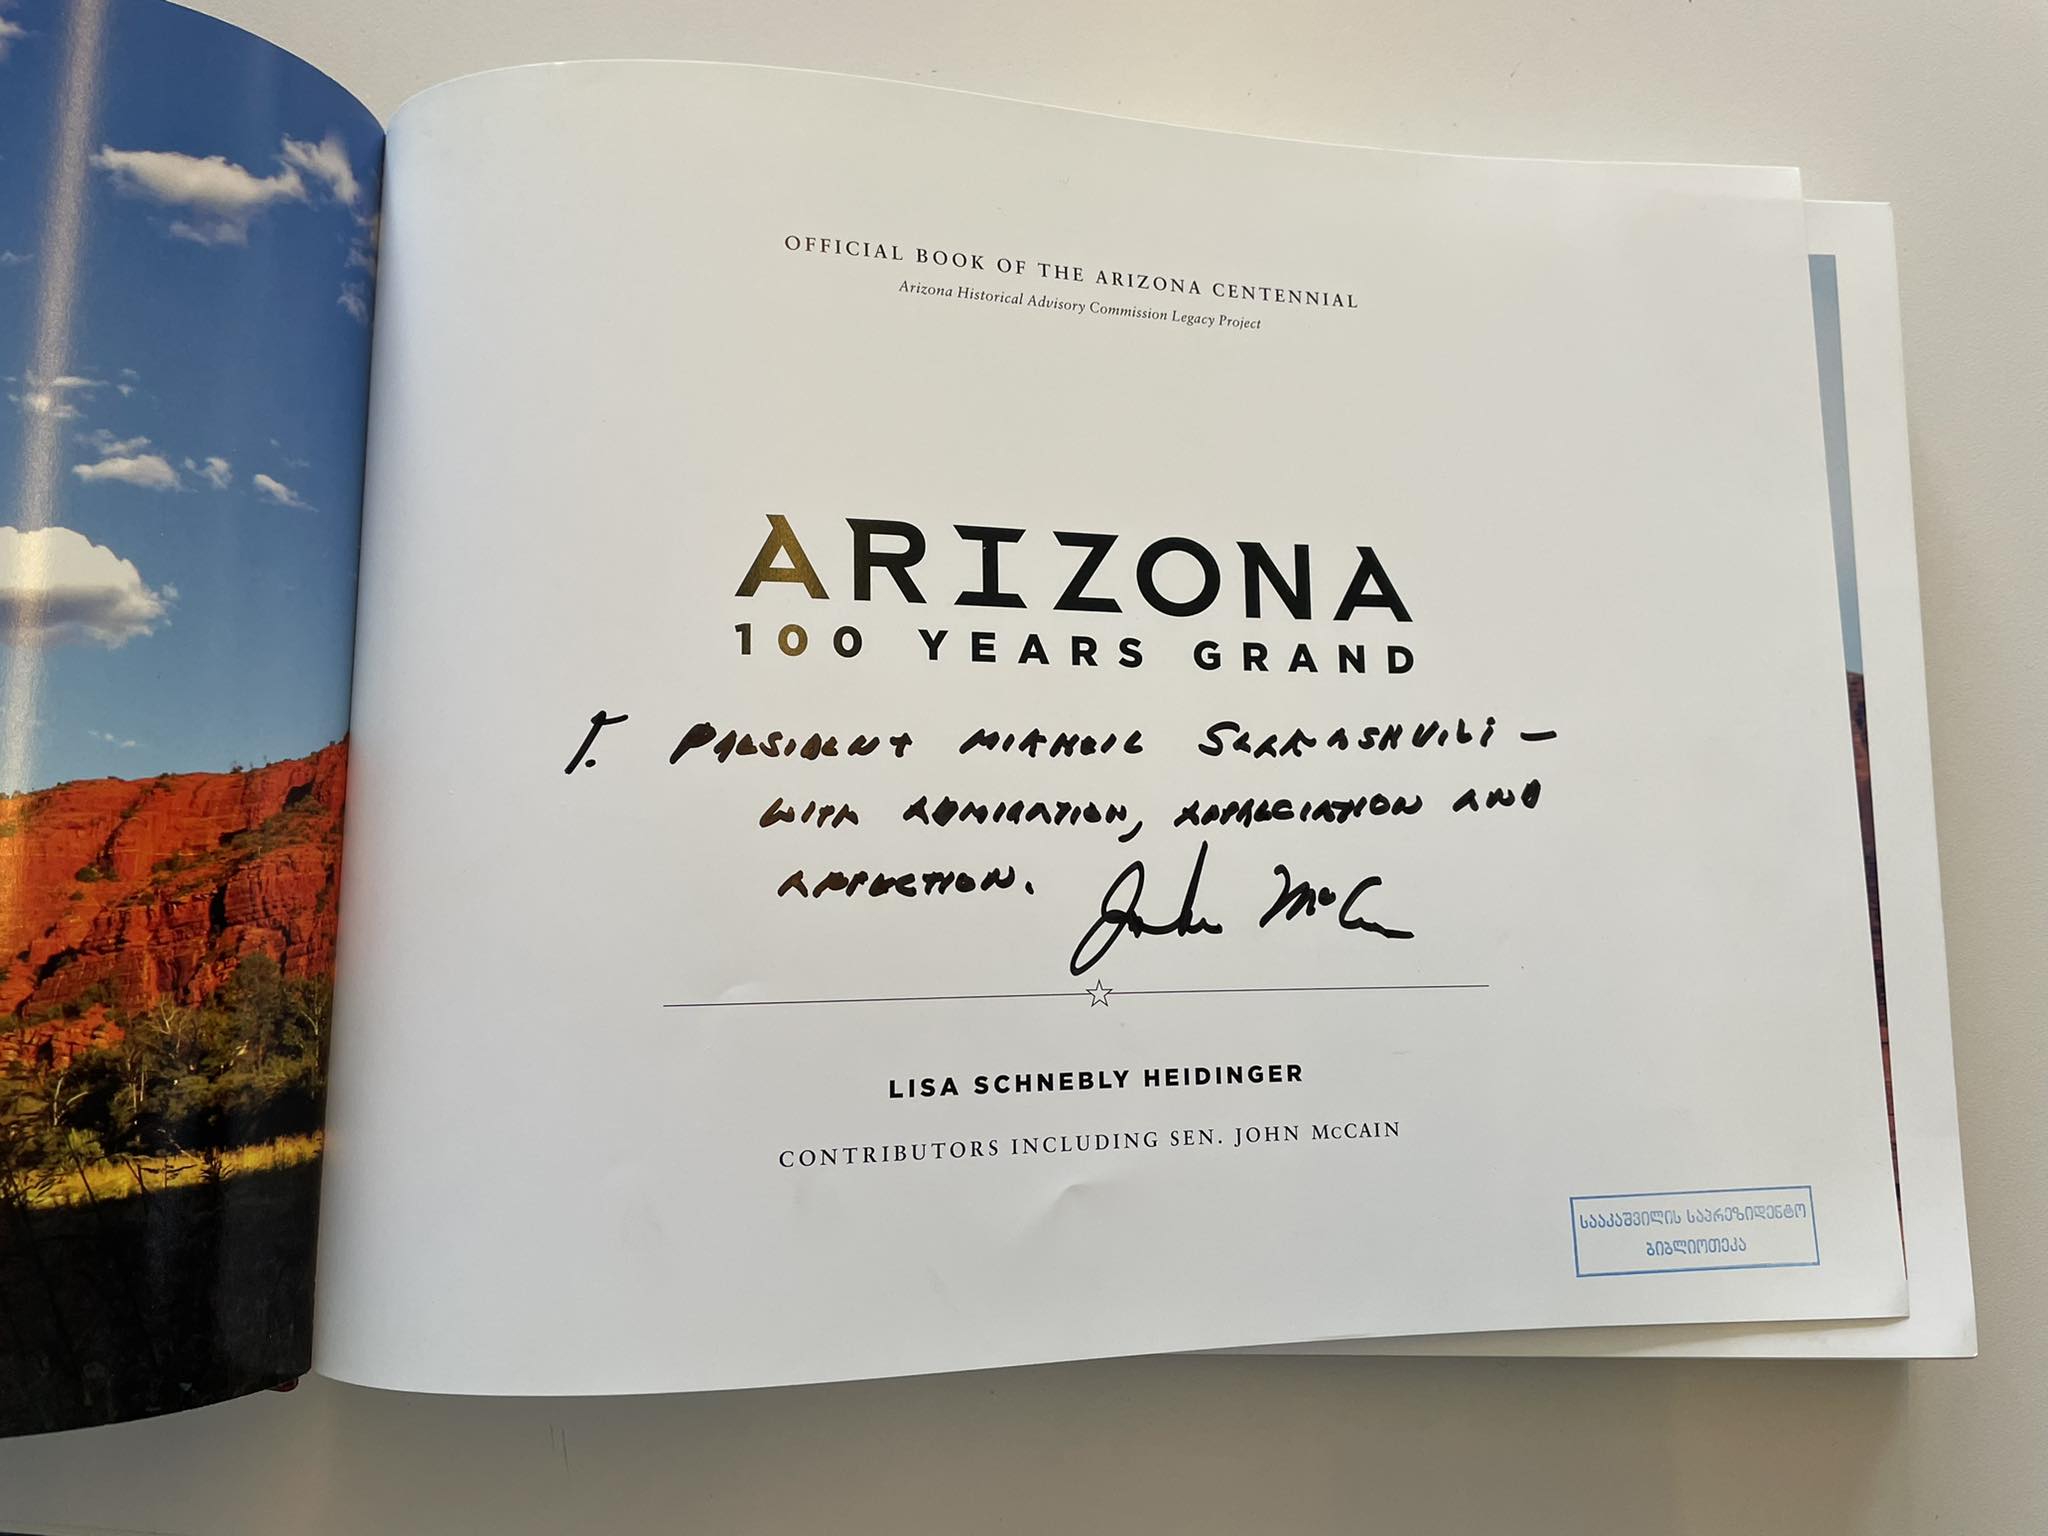 OFFICIAL BOOK OF THE ARIZONA CENTENNIAL
Arizona Historical Advisory Commission Legacy Project
ARIZONA
100 YEARS GRAND
To PRESIDENT MIKHEIL SAAKASHVILI –
WITH ADMIRATION, APPRECIATION AND
AFFECTION. John McCain
LISA SCHNEBLY HEIDINGER
CONTRIBUTORS INCLUDING SEN. JOHN McCAIN
სააკაშვილის საპრეზიდენტო
ბიბლიოთეკა